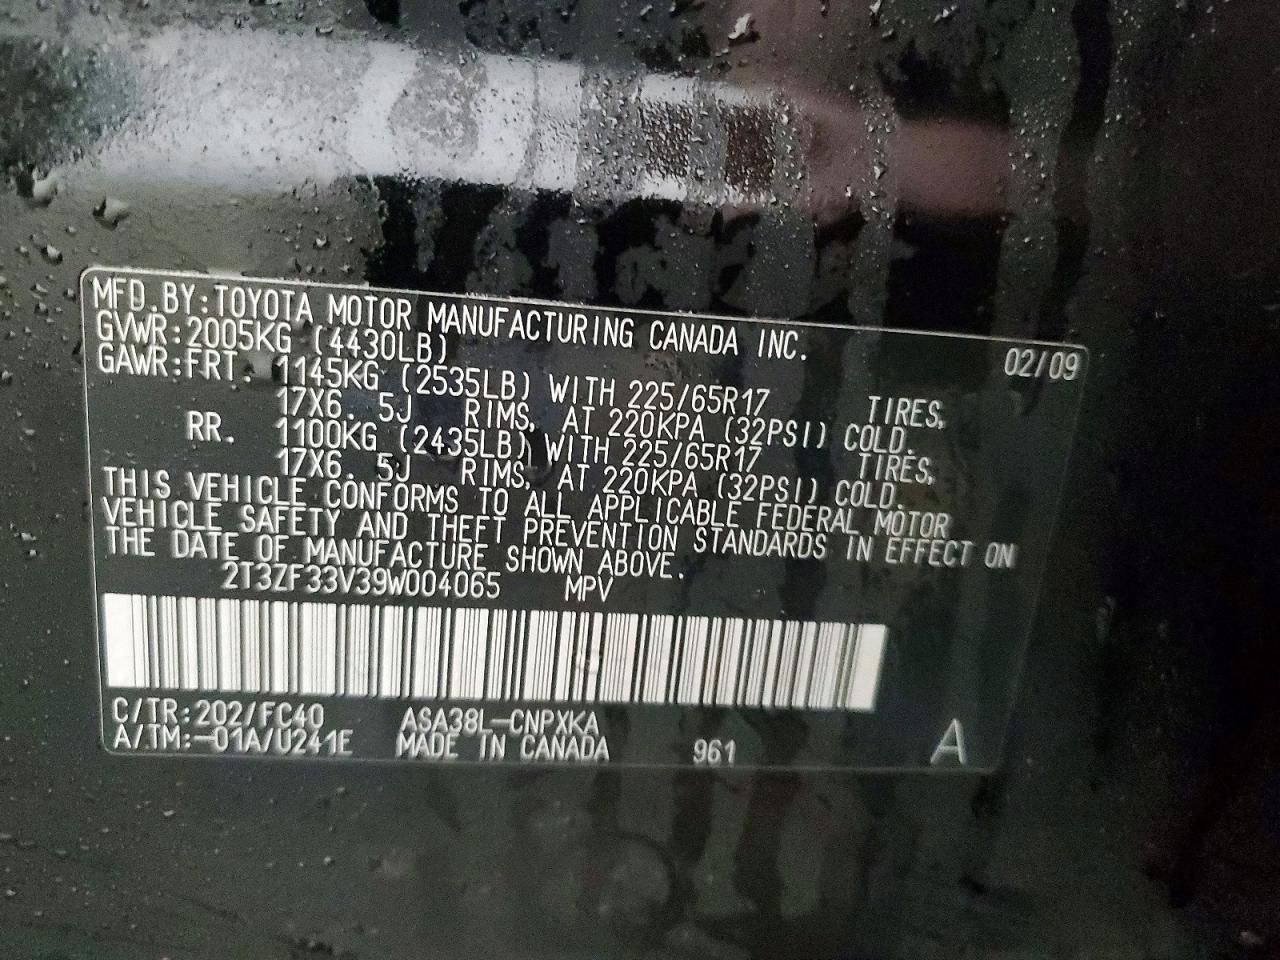 MFD.BY:TOYOTA MOTOR MANUFACTURING CANADA INC.
GVWR:2005KG (4430LB) 02/09
GAWR:FRT. 1145KG (2535LB) WITH 225/65R17 TIRES,
17X6. 5J RIMS, AT 220KPA (32PSI) COLD.
RR. 1100KG (2435LB) WITH 225/65R17 TIRES,
17X6. 5J RIMS, AT 220KPA (32PSI) COLD.
THIS VEHICLE CONFORMS TO ALL APPLICABLE FEDERAL MOTOR
VEHICLE SAFETY AND THEFT PREVENTION STANDARDS IN EFFECT ON
THE DATE OF MANUFACTURE SHOWN ABOVE.
2T3ZF33V39W004065 MPV
C/TR:202/FC40 ASA38L-CNPXKA
A/TM:-01A/U241E MADE IN CANADA 961 A